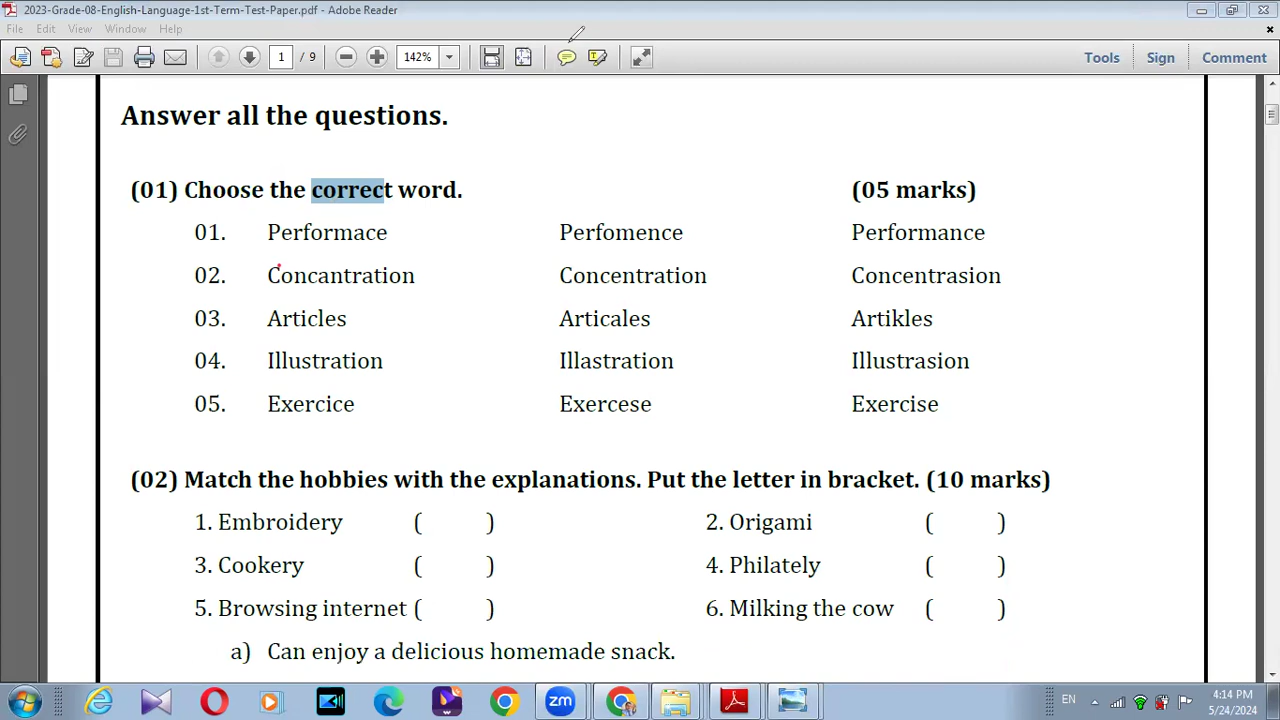 2023-Grade-08-English-Language-1st-Term-Test-Paper.pdf - Adobe Reader
File Edit View Window Help
1 / 9 142% Tools Sign Comment
Answer all the questions.
(01) Choose the correct word. (05 marks)
01. Performace Perfomence Performance
02. Concantration Concentration Concentrasion
03. Articles Articales Artikles
04. Illustration Illastration Illustrasion
05. Exercice Exercese Exercise
(02) Match the hobbies with the explanations. Put the letter in bracket. (10 marks)
1. Embroidery ( ) 2. Origami ( )
3. Cookery ( ) 4. Philately ( )
5. Browsing internet ( ) 6. Milking the cow ( )
a) Can enjoy a delicious homemade snack.
zm EN 4:14 PM
5/24/2024